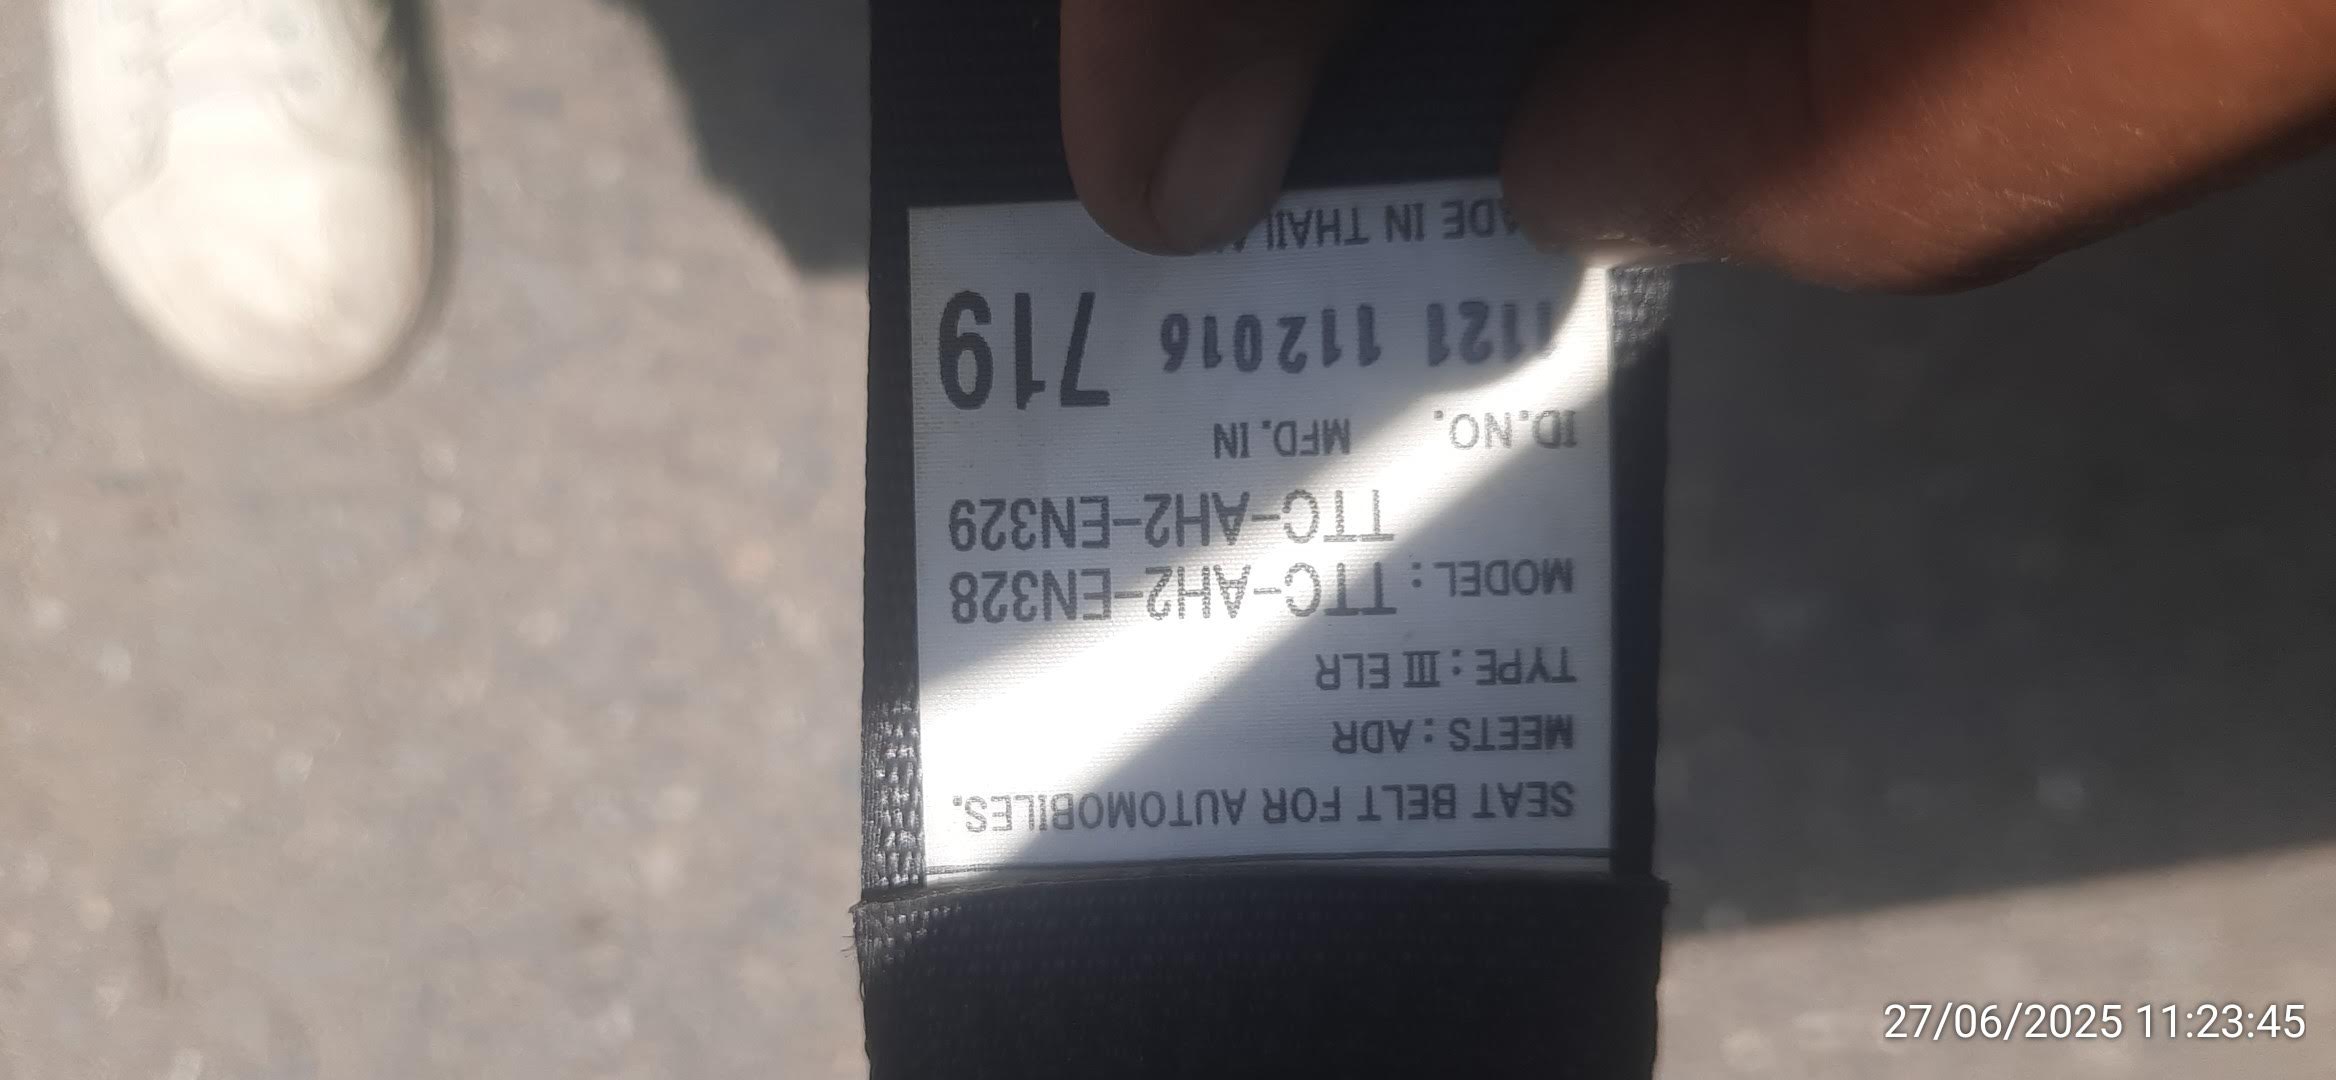 SEAT BELT FOR AUTOMOBILES.
MEETS : ADR
TYPE : III ELR
MODEL : TTC-AH2-EN328
TTC-AH2-EN329
ID.NO. MFD. IN
112016 719
IN
27/06/2025 11:23:45